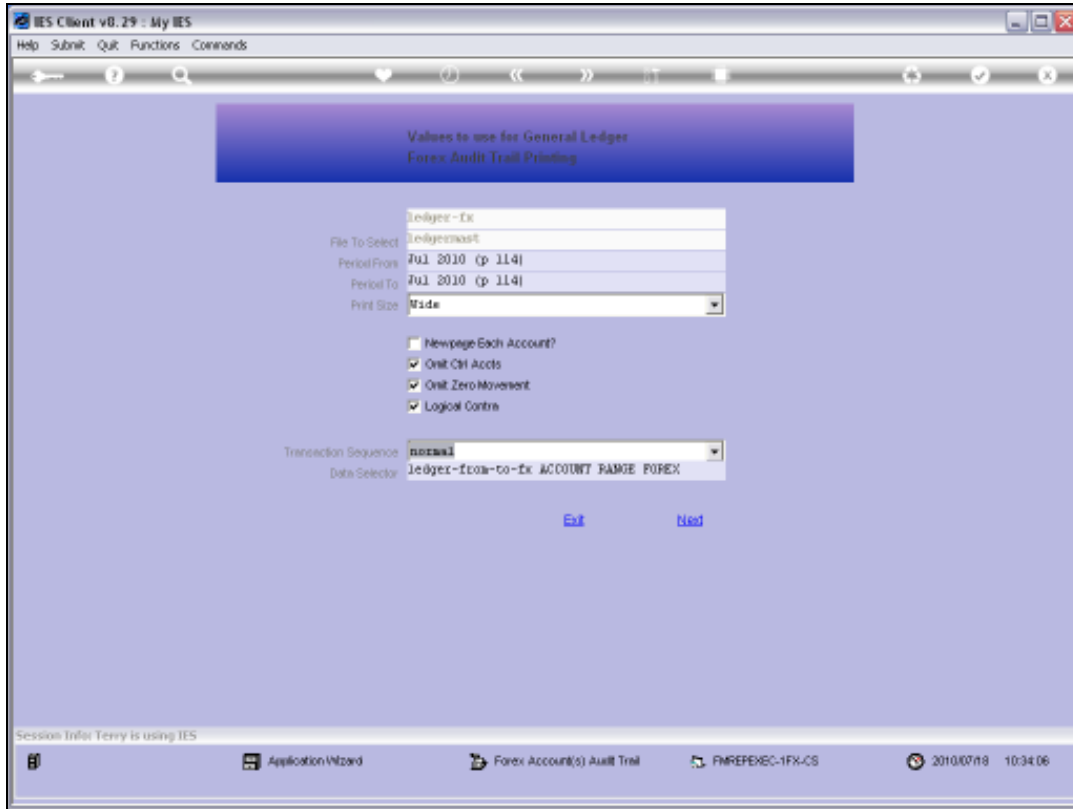 IES Client v8.29 : My IES
Help Submit Quit Functions Commands
Values to use for General Ledger
Forex Audit Trail Printing
ledger-fx
File To Select ledgermast
Period From Jul 2010 (p 114)
Period To Jul 2010 (p 114)
Print Size Wide
Newpage Each Account?
Omit Ctrl Accts
Omit Zero Movement
Logical Contra
Transaction Sequence normal
Data Selector ledger-from-to-fx ACCOUNT RANGE FOREX
Exit Next
Session Info: Terry is using IES
Application Wizard Forex Account(s) Audit Trail FMREPEXEC-1FX-CS 2010/07/18 10:34:06